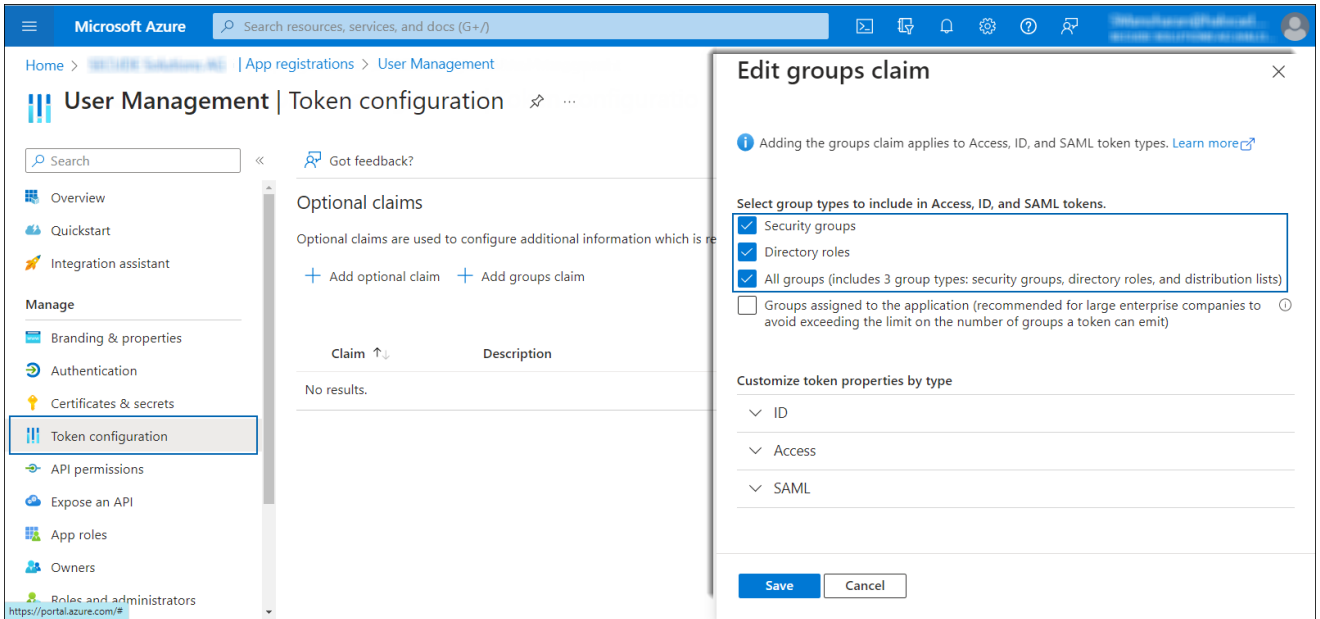 Microsoft Azure
Search resources, services, and docs (G+/)
Home > | App registrations > User Management
User Management | Token configuration
...
Search
«
Overview
Quickstart
Integration assistant
Manage
Branding & properties
Authentication
Certificates & secrets
Token configuration
API permissions
Expose an API
App roles
Owners
Roles and administrators
https://portal.azure.com/#
Got feedback?
Optional claims
Optional claims are used to configure additional information which is re
Add optional claim
Add groups claim
Claim ↑↓ Description
No results.
Edit groups claim
Adding the groups claim applies to Access, ID, and SAML token types. Learn more
Select group types to include in Access, ID, and SAML tokens.
Security groups
Directory roles
All groups (includes 3 group types: security groups, directory roles, and distribution lists)
Groups assigned to the application (recommended for large enterprise companies to
avoid exceeding the limit on the number of groups a token can emit)
Customize token properties by type
ID
Access
SAML
Save Cancel